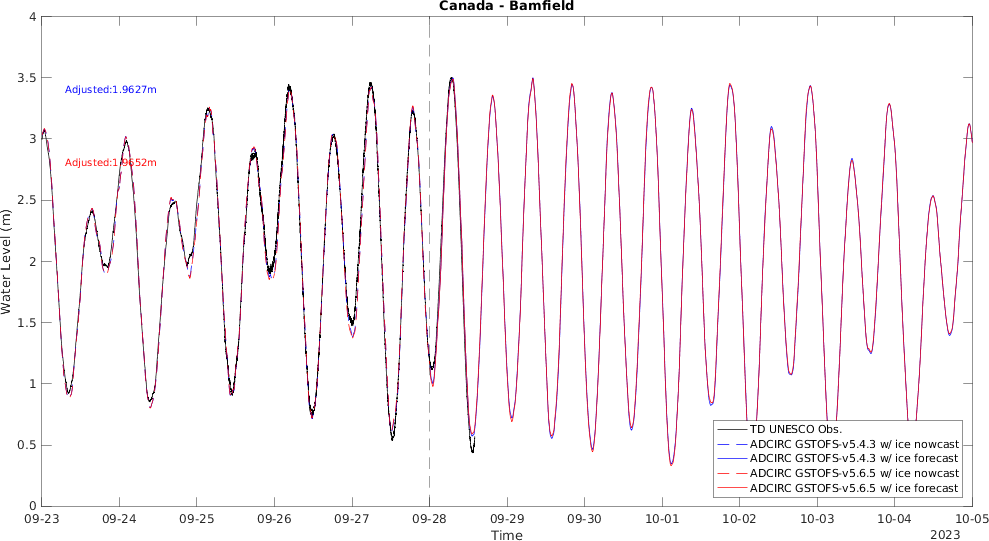 Canada - Bamfield
4
3.5
3
2.5
2
1.5
1
0.5
0
Water Level (m)
Adjusted:1.9627m
Adjusted:1.9652m
TD UNESCO Obs.
ADCIRC GSTOFS-v5.4.3 w/ ice nowcast
ADCIRC GSTOFS-v5.4.3 w/ ice forecast
ADCIRC GSTOFS-v5.6.5 w/ ice nowcast
ADCIRC GSTOFS-v5.6.5 w/ ice forecast
09-23 09-24 09-25 09-26 09-27 09-28 09-29 09-30 10-01 10-02 10-03 10-04 10-05
Time
2023